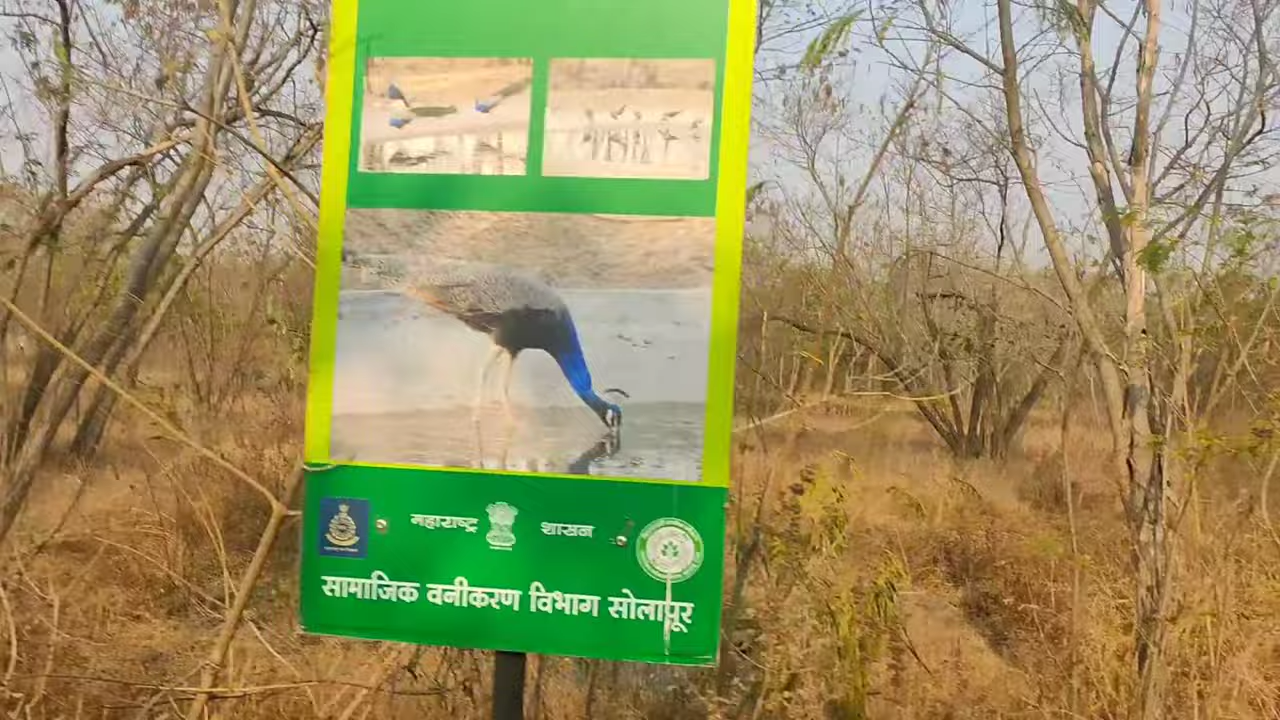 महाराष्ट्र शासन
सामाजिक वनीकरण विभाग सोलापूर